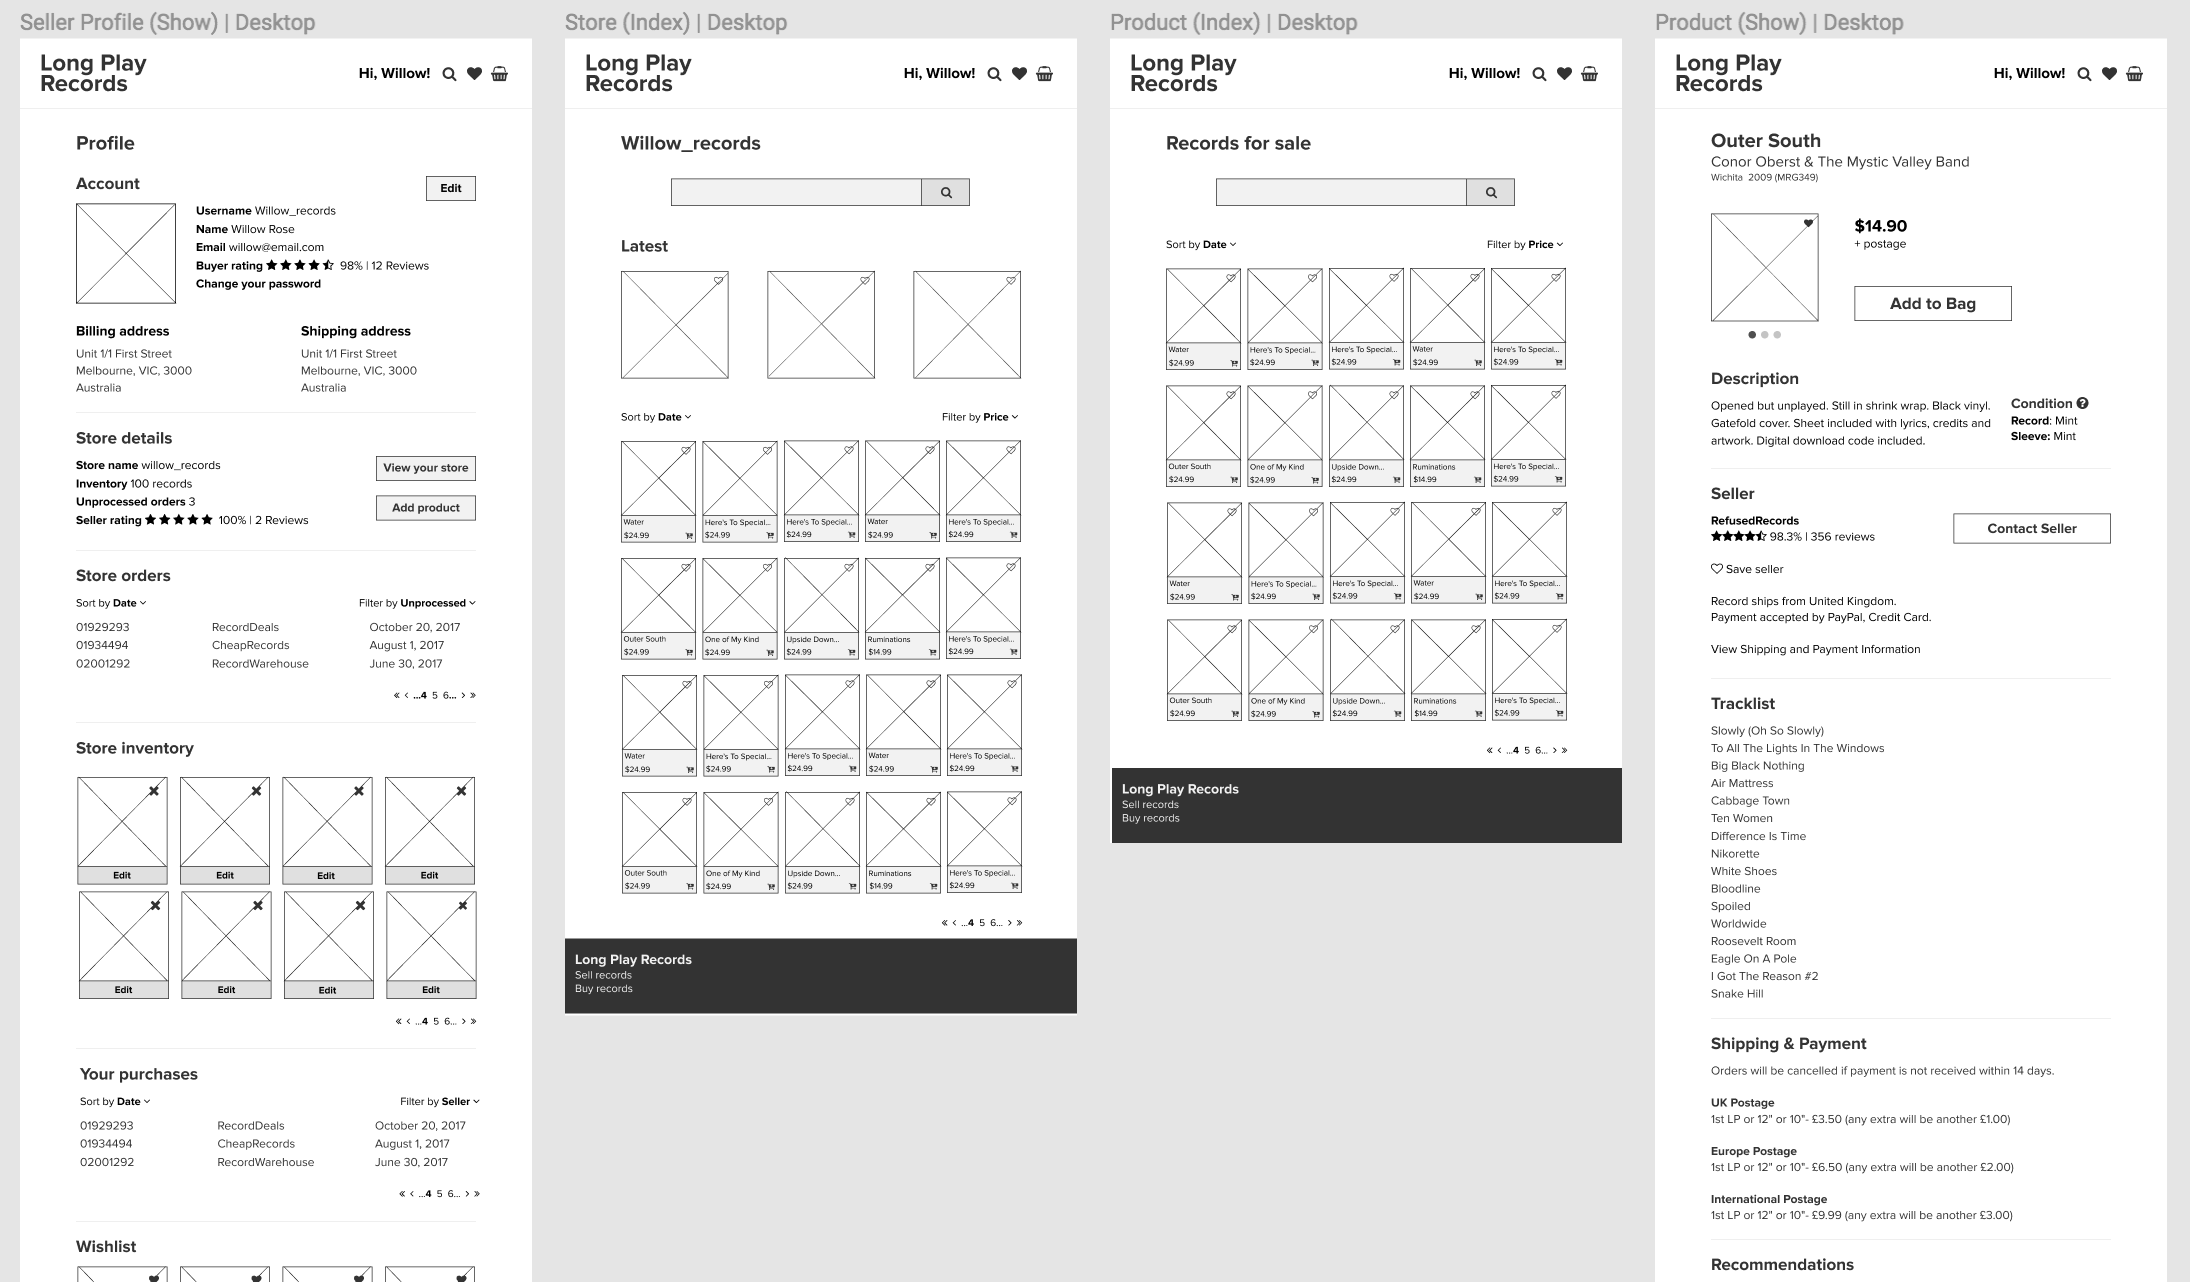 Seller Profile (Show) | Desktop
Long Play
Records
Hi, Willow!
Profile
Account
Edit
Username Willow_records
Name Willow Rose
Email willow@email.com
Buyer rating 98% | 12 Reviews
Change your password
Billing address
Unit 1/1 First Street
Melbourne, VIC, 3000
Australia
Shipping address
Unit 1/1 First Street
Melbourne, VIC, 3000
Australia
Store details
Store name willow_records
Inventory 100 records
Unprocessed orders 3
Seller rating 100% | 2 Reviews
View your store
Add product
Store orders
Sort by Date
Filter by Unprocessed
01929293 RecordDeals October 20, 2017
01934494 CheapRecords August 1, 2017
02001292 RecordWarehouse June 30, 2017
« < ...4 5 6... > »
Store inventory
Edit Edit Edit Edit
Edit Edit Edit Edit
« < ...4 5 6... > »
Your purchases
Sort by Date
Filter by Seller
01929293 RecordDeals October 20, 2017
01934494 CheapRecords August 1, 2017
02001292 RecordWarehouse June 30, 2017
« < ...4 5 6... > »
Wishlist
Store (Index) | Desktop
Long Play
Records
Hi, Willow!
Willow_records
Latest
Sort by Date
Filter by Price
Water Here's To Special... Here's To Special... Water Here's To Special...
$24.99 $24.99 $24.99 $24.99 $24.99
Outer South One of My Kind Upside Down... Ruminations Here's To Special...
$24.99 $24.99 $24.99 $14.99 $24.99
Water Here's To Special... Here's To Special... Water Here's To Special...
$24.99 $24.99 $24.99 $24.99 $24.99
Outer South One of My Kind Upside Down... Ruminations Here's To Special...
$24.99 $24.99 $24.99 $14.99 $24.99
« < ...4 5 6... > »
Long Play Records
Sell records
Buy records
Product (Index) | Desktop
Long Play
Records
Hi, Willow!
Records for sale
Sort by Date
Filter by Price
Water Here's To Special... Here's To Special... Water Here's To Special...
$24.99 $24.99 $24.99 $24.99 $24.99
Outer South One of My Kind Upside Down... Ruminations Here's To Special...
$24.99 $24.99 $24.99 $14.99 $24.99
Water Here's To Special... Here's To Special... Water Here's To Special...
$24.99 $24.99 $24.99 $24.99 $24.99
Outer South One of My Kind Upside Down... Ruminations Here's To Special...
$24.99 $24.99 $24.99 $14.99 $24.99
« < ...4 5 6... > »
Long Play Records
Sell records
Buy records
Product (Show) | Desktop
Long Play
Records
Hi, Willow!
Outer South
Conor Oberst & The Mystic Valley Band
Wichita 2009 (MRG349)
$14.90
+ postage
Add to Bag
Description
Opened but unplayed. Still in shrink wrap. Black vinyl.
Gatefold cover. Sheet included with lyrics, credits and
artwork. Digital download code included.
Condition ?
Record: Mint
Sleeve: Mint
Seller
RefusedRecords
98.3% | 356 reviews
Contact Seller
Save seller
Record ships from United Kingdom.
Payment accepted by PayPal, Credit Card.
View Shipping and Payment Information
Tracklist
Slowly (Oh So Slowly)
To All The Lights In The Windows
Big Black Nothing
Air Mattress
Cabbage Town
Ten Women
Difference Is Time
Nikorette
White Shoes
Bloodline
Spoiled
Worldwide
Roosevelt Room
Eagle On A Pole
I Got The Reason #2
Snake Hill
Shipping & Payment
Orders will be cancelled if payment is not received within 14 days.
UK Postage
1st LP or 12" or 10"- £3.50 (any extra will be another £1.00)
Europe Postage
1st LP or 12" or 10"- £6.50 (any extra will be another £2.00)
International Postage
1st LP or 12" or 10"- £9.99 (any extra will be another £3.00)
Recommendations